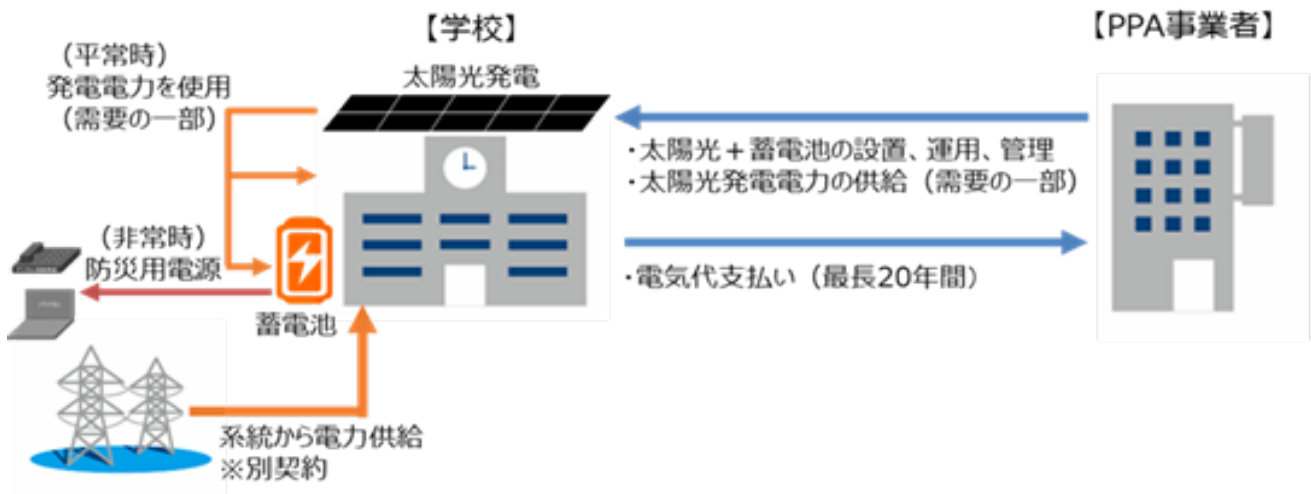 【学校】
【PPA事業者】
（平常時）
発電電力を使用
（需要の一部）
太陽光発電
・太陽光＋蓄電池の設置、運用、管理
・太陽光発電電力の供給（需要の一部）
（非常時）
防災用電源
・電気代支払い（最長20年間）
蓄電池
系統から電力供給
※別契約